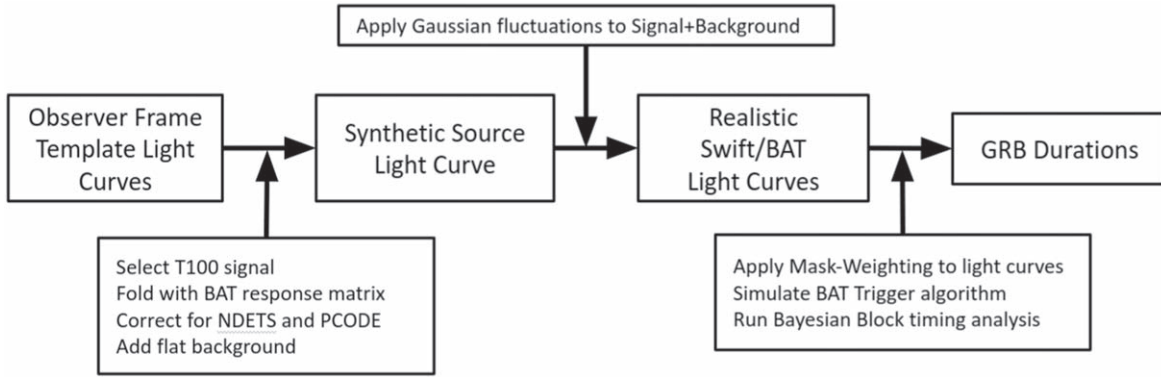 Apply Gaussian fluctuations to Signal+Background
Observer Frame
Template Light
Curves
Synthetic Source
Light Curve
Realistic
Swift/BAT
Light Curves
GRB Durations
Select T100 signal
Fold with BAT response matrix
Correct for NDETS and PCODE
Add flat background
Apply Mask-Weighting to light curves
Simulate BAT Trigger algorithm
Run Bayesian Block timing analysis